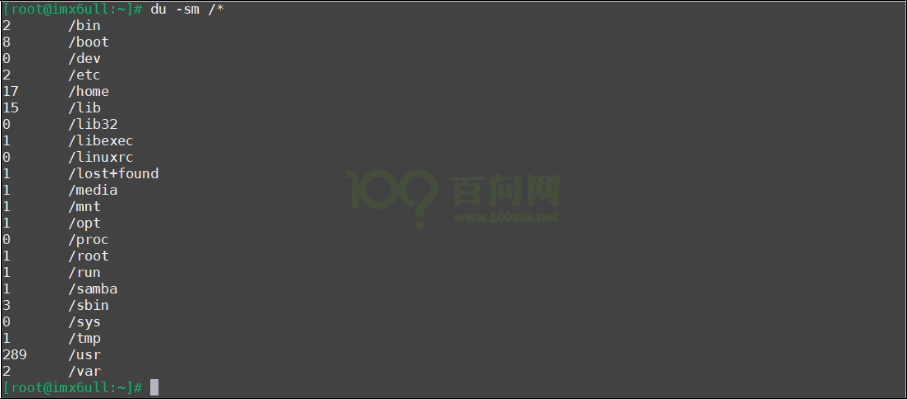 [root@imx6ull:~]# du -sm /*
2       /bin
8       /boot
0       /dev
2       /etc
17      /home
15      /lib
0       /lib32
1       /libexec
0       /linuxrc
1       /lost+found
1       /media
1       /mnt
1       /opt
0       /proc
1       /root
1       /run
1       /samba
3       /sbin
0       /sys
1       /tmp
289     /usr
2       /var
[root@imx6ull:~]#
100?
百问网
www.100ask.net